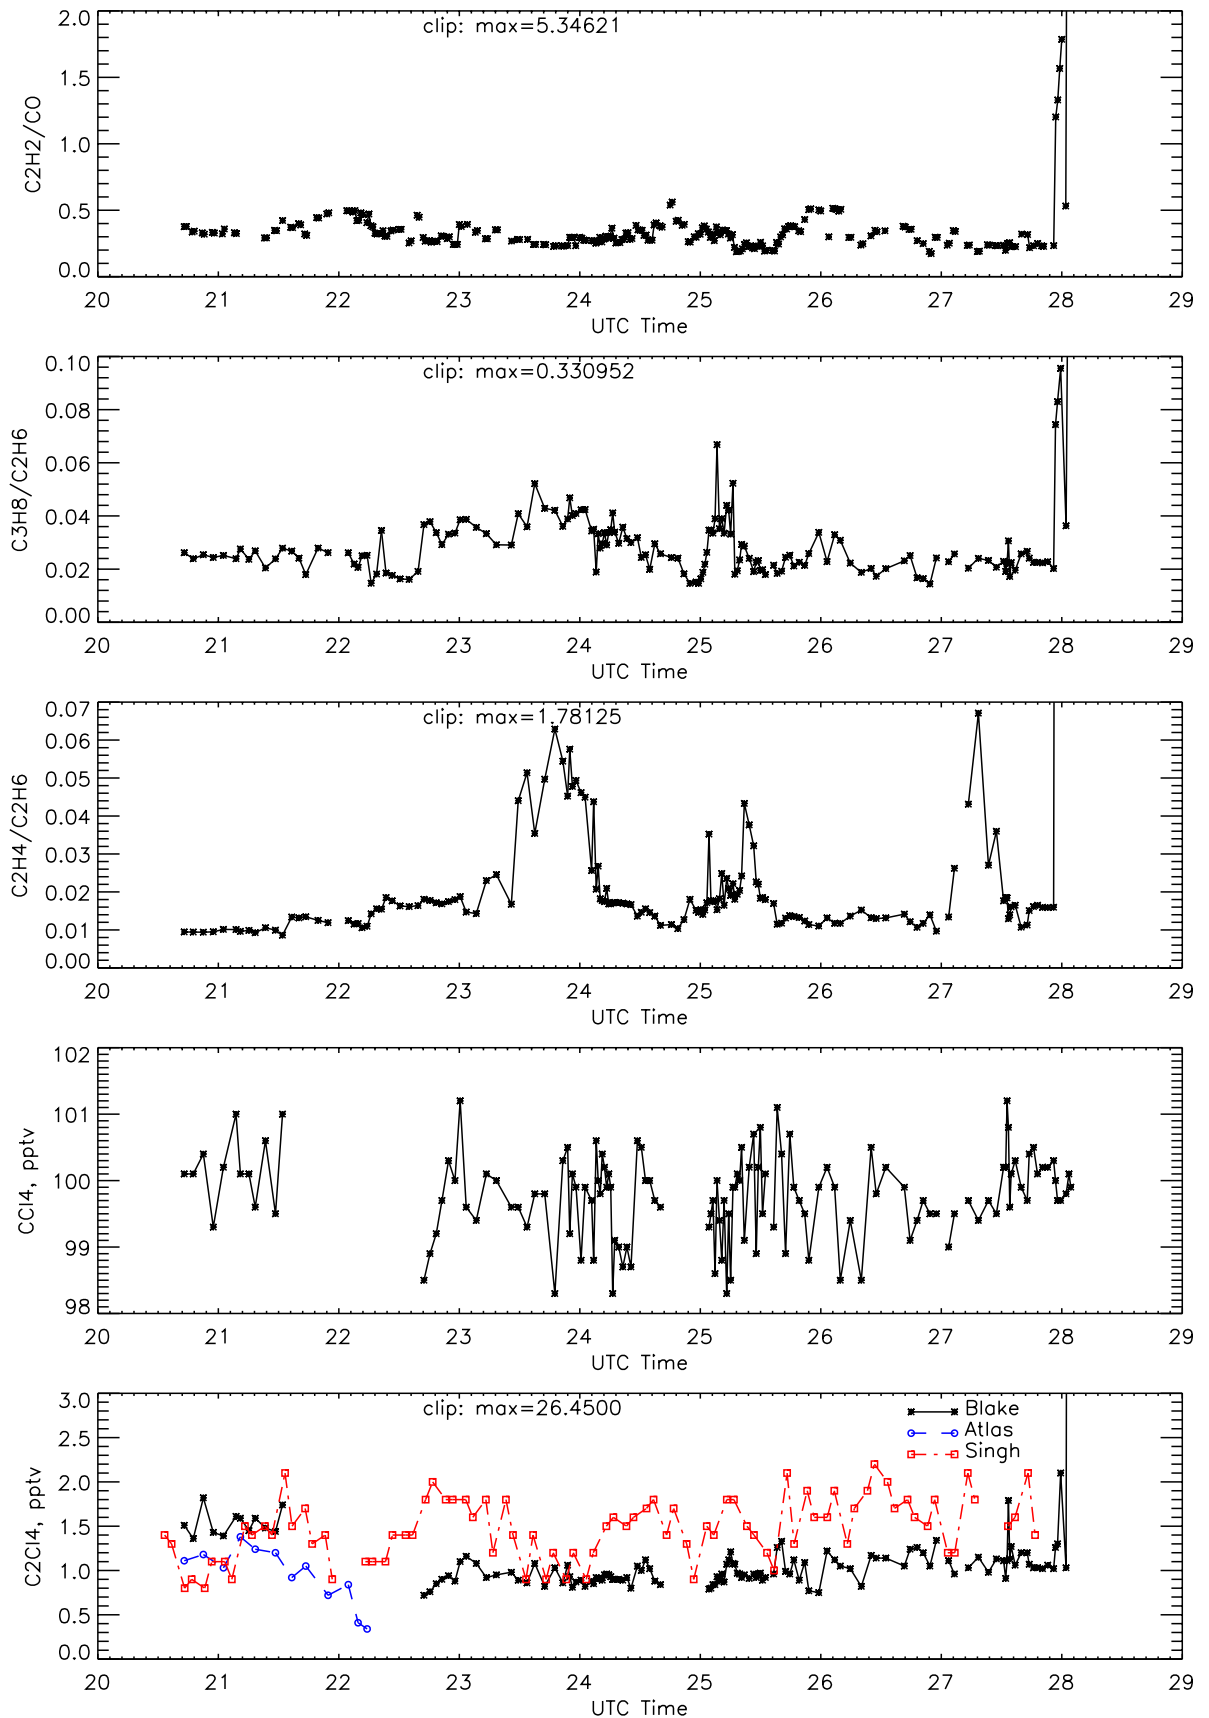 clip: max=5.34621
2.0
1.5
1.0
0.5
0.0
C2H2/CO
20 21 22 23 24 25 26 27 28 29
UTC Time
clip: max=0.330952
0.10
0.08
0.06
0.04
0.02
0.00
C3H8/C2H6
20 21 22 23 24 25 26 27 28 29
UTC Time
clip: max=1.78125
0.07
0.06
0.05
0.04
0.03
0.02
0.01
0.00
C2H4/C2H6
20 21 22 23 24 25 26 27 28 29
UTC Time
102
101
100
99
98
CCl4, pptv
20 21 22 23 24 25 26 27 28 29
UTC Time
clip: max=26.4500
Blake
Atlas
Singh
3.0
2.5
2.0
1.5
1.0
0.5
0.0
C2Cl4, pptv
20 21 22 23 24 25 26 27 28 29
UTC Time